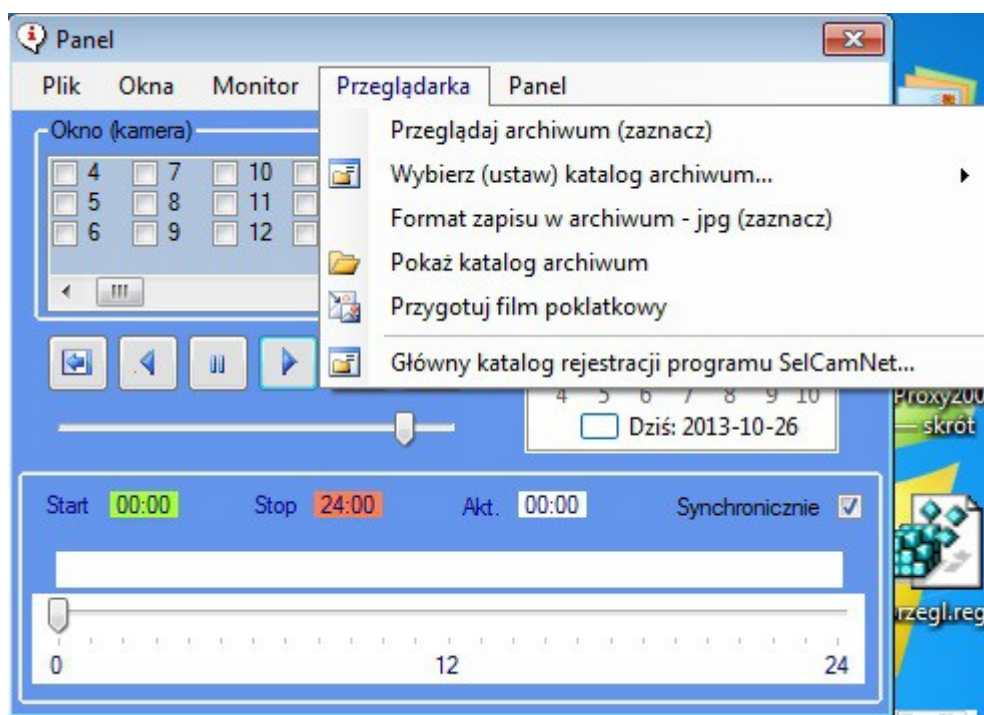 Panel
Plik Okna Monitor Przeglądarka Panel
Okno (kamera)
4 7 10
5 8 11
6 9 12
Przeglądaj archiwum (zaznacz)
Wybierz (ustaw) katalog archiwum...
Format zapisu w archiwum - jpg (zaznacz)
Pokaż katalog archiwum
Przygotuj film poklatkowy
Główny katalog rejestracji programu SelCamNet...
4 5 6 7 8 9 10
Dziś: 2013-10-26
Start 00:00 Stop 24:00 Akt. 00:00 Synchronicznie
0 12 24
Proxy200
— skrót
rzegl.reg